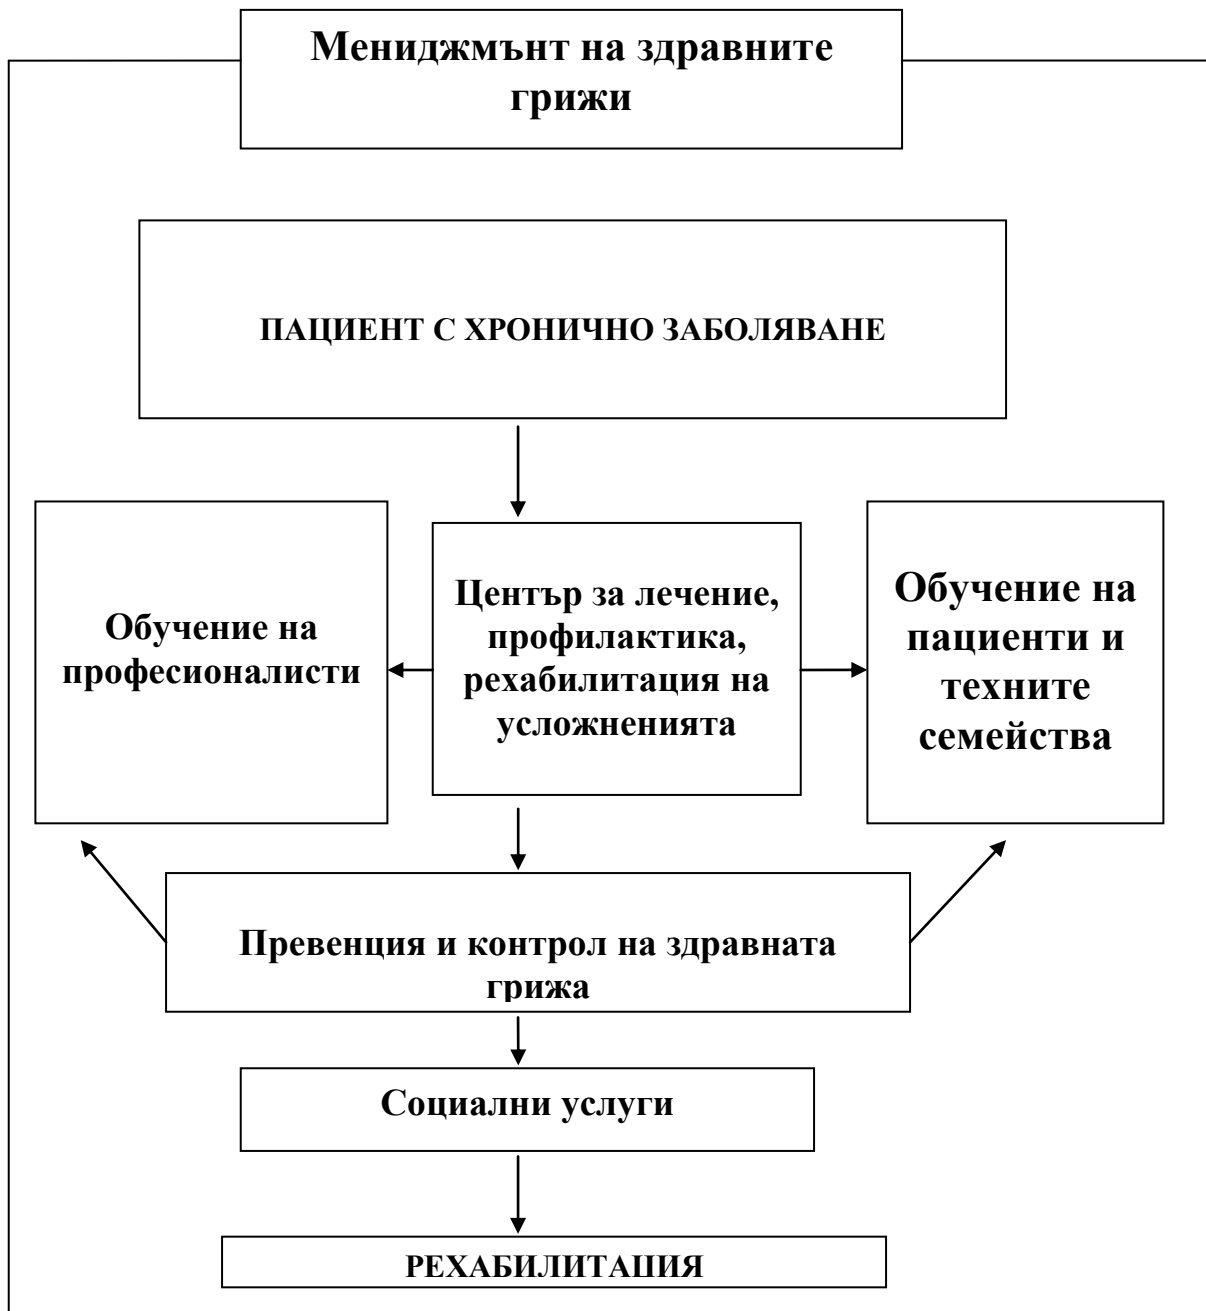 Мениджмънт на здравните
грижи
ПАЦИЕНТ С ХРОНИЧНО ЗАБОЛЯВАНЕ
Обучение на
професионалисти
Център за лечение,
профилактика,
рехабилитация на
усложненията
Обучение на
пациенти и
техните
семейства
Превенция и контрол на здравната
грижа
Социални услуги
РЕХАБИЛИТАЦИЯ